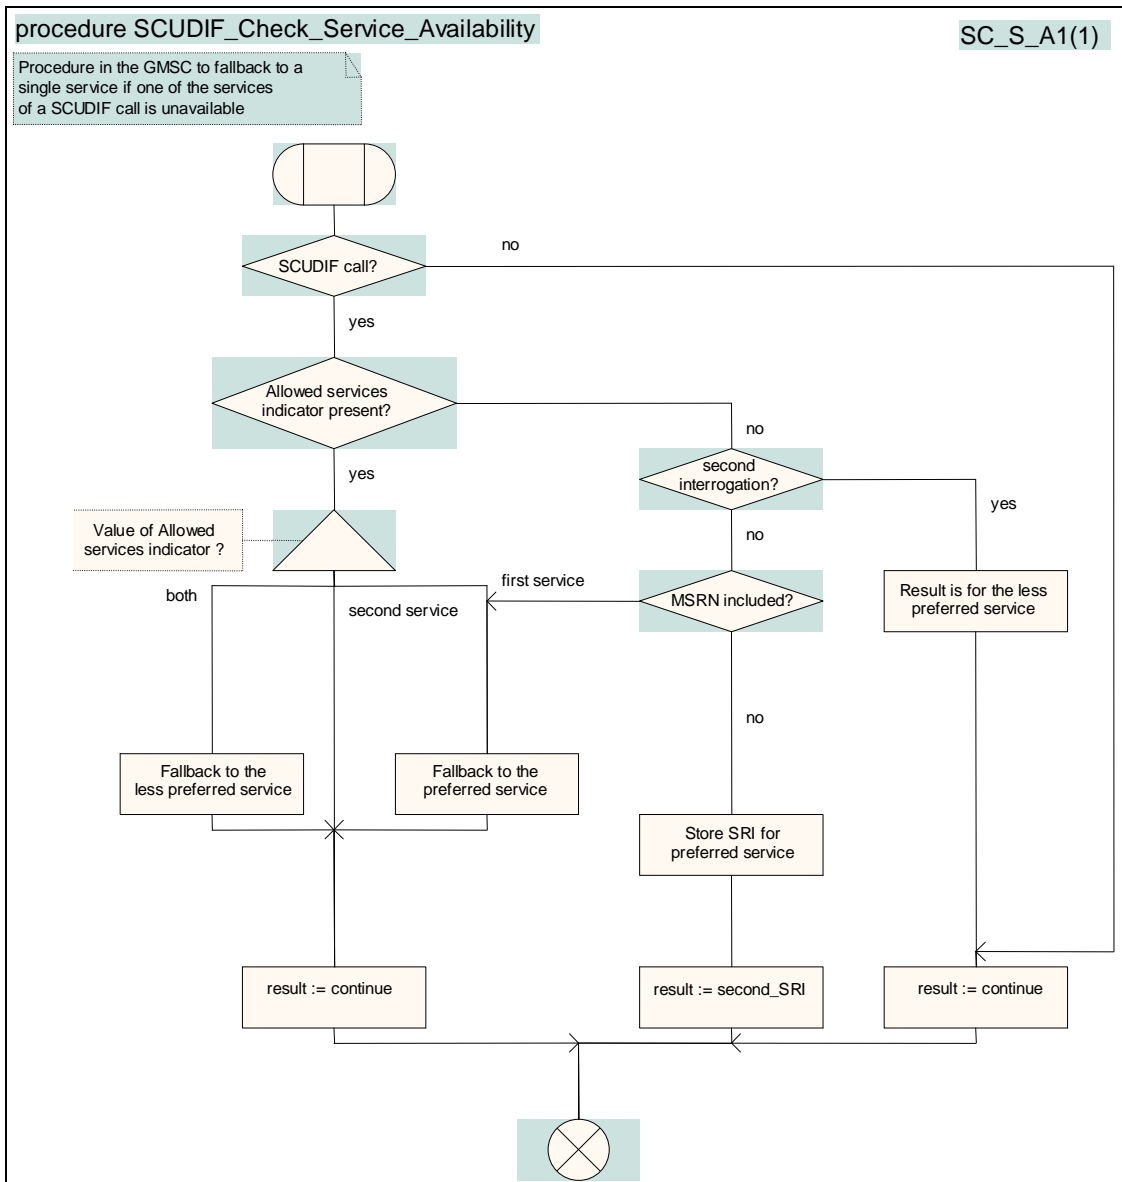 procedure SCUDIF_Check_Service_Availability
SC_S_A1(1)
Procedure in the GMSC to fallback to a
single service if one of the services
of a SCUDIF call is unavailable
no
SCUDIF call?
yes
Allowed services
indicator present?
no
second
interrogation?
yes
yes
Value of Allowed
services indicator ?
no
both
second service
first service
MSRN included?
Result is for the less
preferred service
no
Fallback to the
less preferred service
Fallback to the
preferred service
Store SRI for
preferred service
result := continue
result := second_SRI
result := continue